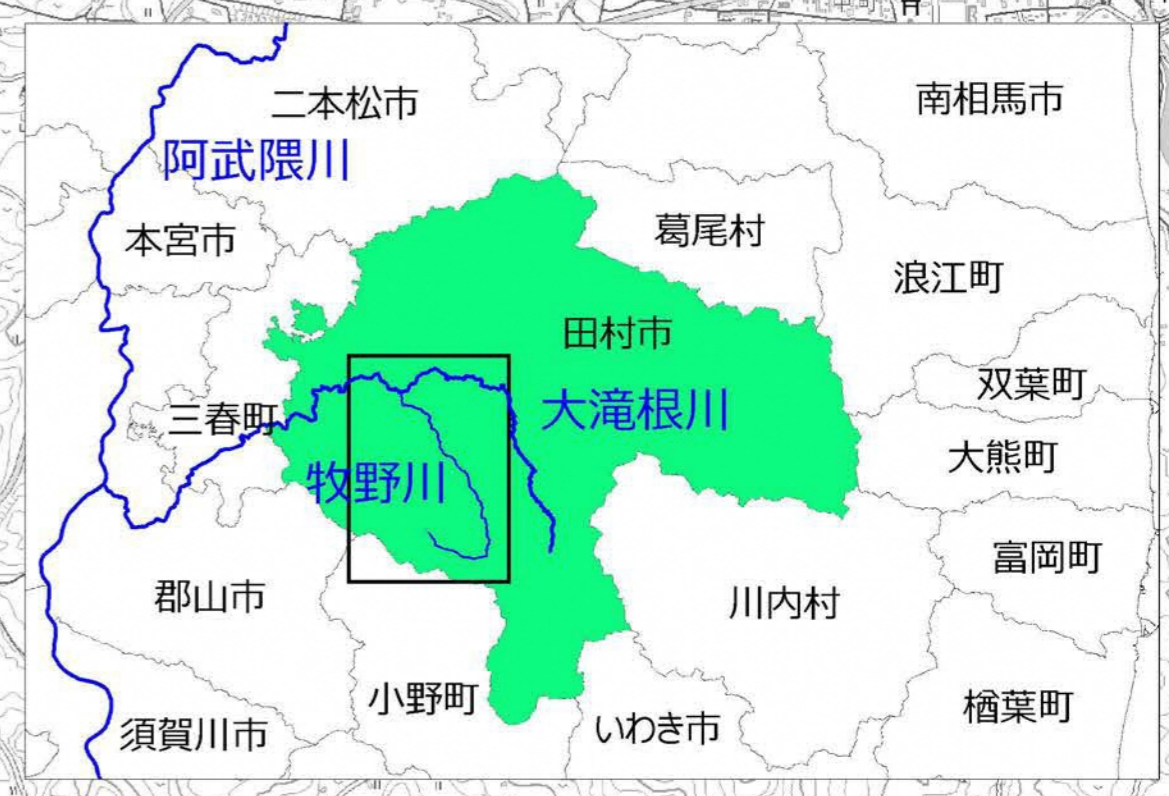 二本松市
南相馬市
阿武隈川
本宮市
葛尾村
浪江町
田村市
双葉町
大滝根川
三春町
大熊町
牧野川
富岡町
郡山市
川内村
小野町
楢葉町
須賀川市
いわき市